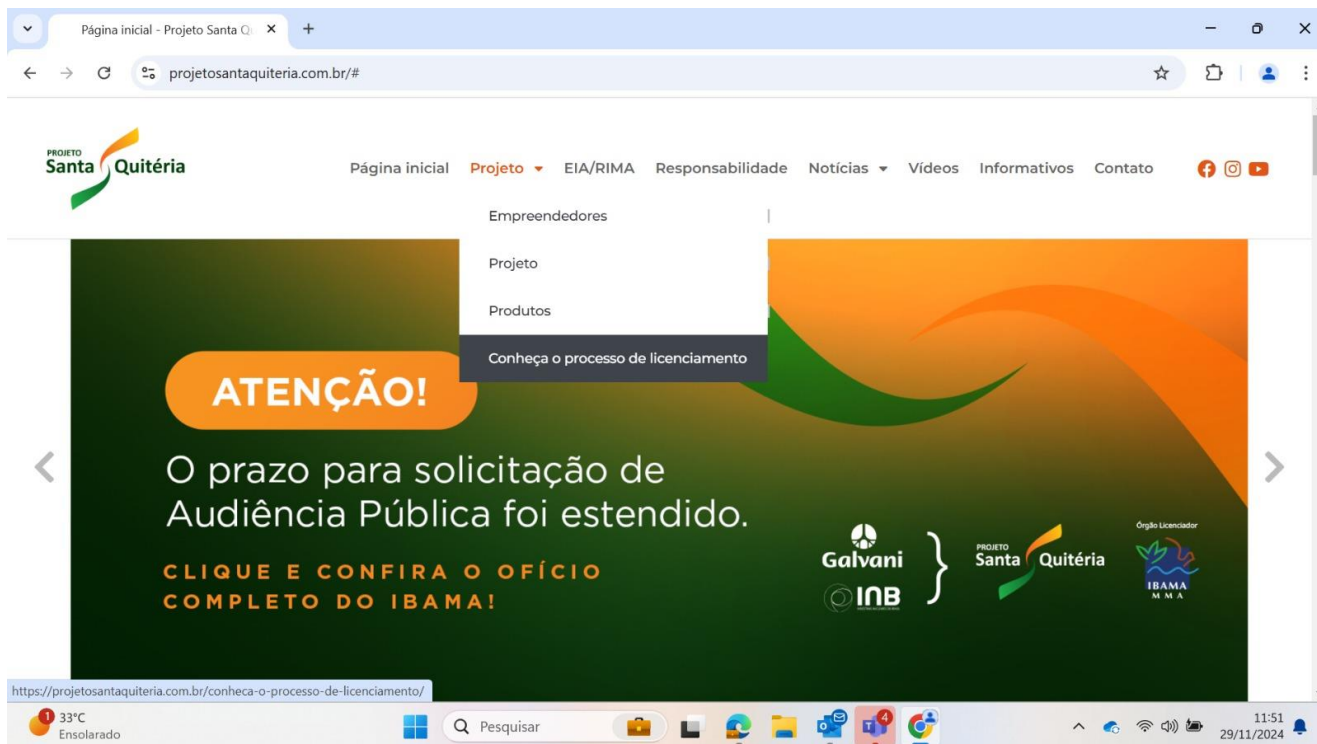 Página inicial - Projeto Santa Q
projetosantaquiteria.com.br/#
PROJETO
Santa Quitéria
Página inicial Projeto EIA/RIMA Responsabilidade Notícias Vídeos Informativos Contato
Empreendedores
Projeto
Produtos
Conheça o processo de licenciamento
ATENÇÃO!
O prazo para solicitação de
Audiência Pública foi estendido.
CLIQUE E CONFIRA O OFÍCIO
COMPLETO DO IBAMA!
Galvani
INB
PROJETO
Santa Quitéria
Órgão Licenciador
IBAMA
MMA
https://projetosantaquiteria.com.br/conheca-o-processo-de-licenciamento/
1
33°C
Ensolarado
Pesquisar
4
11:51
29/11/2024